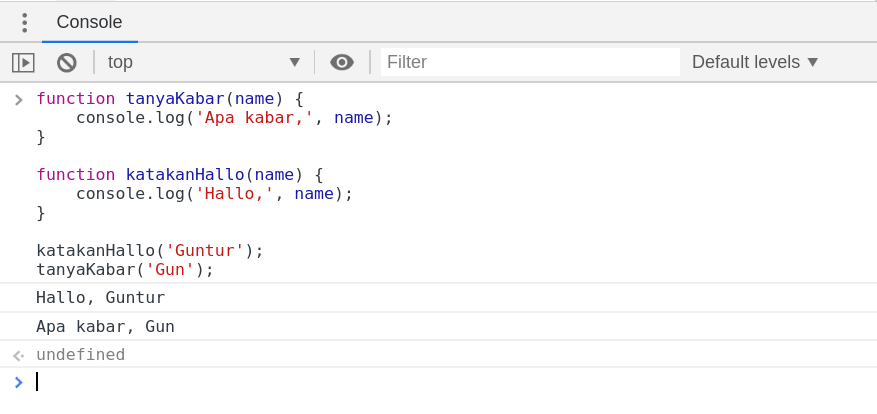 Console
top
Filter
Default levels
function tanyaKabar(name) {
    console.log('Apa kabar,', name);
}
function katakanHallo(name) {
    console.log('Hallo,', name);
}
katakanHallo('Guntur');
tanyaKabar('Gun');
Hallo, Guntur
Apa kabar, Gun
undefined